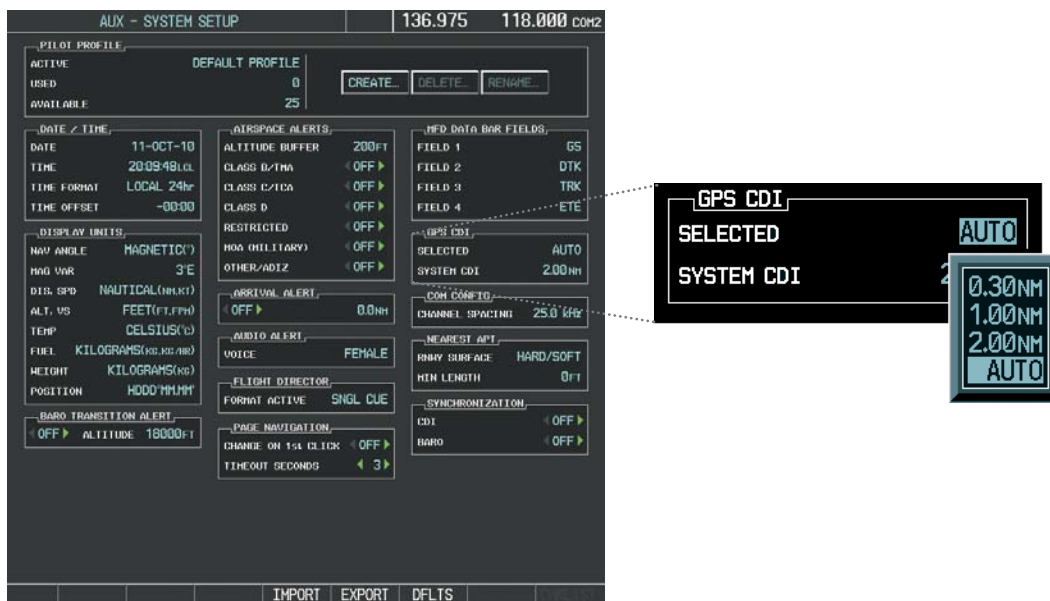 AUX - SYSTEM SETUP
136.975 118.000 COM2
PILOT PROFILE
ACTIVE DEFAULT PROFILE
USED 0
AVAILABLE 25
CREATE... DELETE... RENAME...
DATE / TIME
DATE 11-OCT-10
TIME 20:09:48LCL
TIME FORMAT LOCAL 24hr
TIME OFFSET -00:00
DISPLAY UNITS
NAV ANGLE MAGNETIC(°)
MAG VAR 3°E
DIS, SPD NAUTICAL(NM,KT)
ALT, VS FEET(FT,FPM)
TEMP CELSIUS(°C)
FUEL KILOGRAMS(KG,KG/HR)
WEIGHT KILOGRAMS(KG)
POSITION HDDD°MM.MM'
BARO TRANSITION ALERT
OFF ALTITUDE 18000FT
AIRSPACE ALERTS
ALTITUDE BUFFER 200FT
CLASS B/TMA OFF
CLASS C/TCA OFF
CLASS D OFF
RESTRICTED OFF
MOA (MILITARY) OFF
OTHER/ADIZ OFF
ARRIVAL ALERT
OFF 0.0NM
AUDIO ALERT
VOICE FEMALE
FLIGHT DIRECTOR
FORMAT ACTIVE SNGL CUE
PAGE NAVIGATION
CHANGE ON 1st CLICK OFF
TIMEOUT SECONDS 3
MFD DATA BAR FIELDS
FIELD 1 GS
FIELD 2 DTK
FIELD 3 TRK
FIELD 4 ETE
GPS CDI
SELECTED AUTO
SYSTEM CDI 2.00NM
COM CONFIG
CHANNEL SPACING 25.0 kHz
NEAREST APT
RNWY SURFACE HARD/SOFT
MIN LENGTH 0FT
SYNCHRONIZATION
CDI OFF
BARO OFF
IMPORT EXPORT DFLTS
GPS CDI
SELECTED AUTO
SYSTEM CDI 2
0.30NM
1.00NM
2.00NM
AUTO